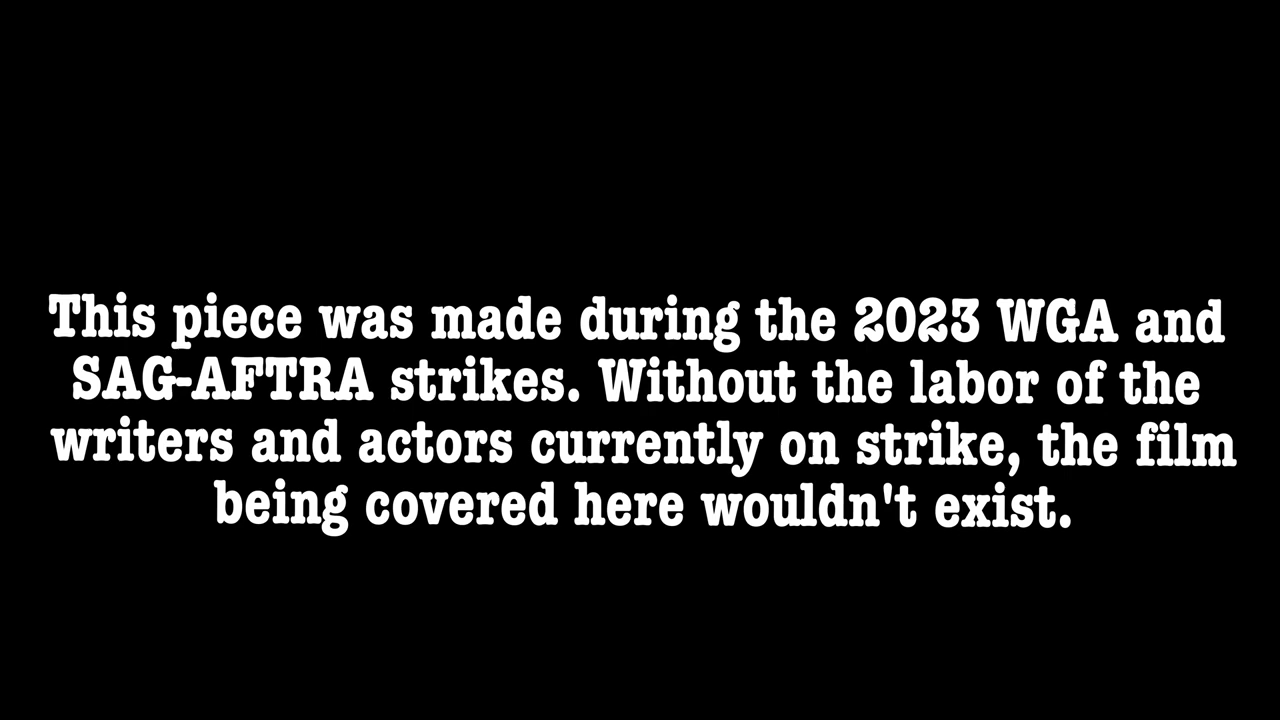 This piece was made during the 2023 WGA and
SAG-AFTRA strikes. Without the labor of the
writers and actors currently on strike, the film
being covered here wouldn't exist.